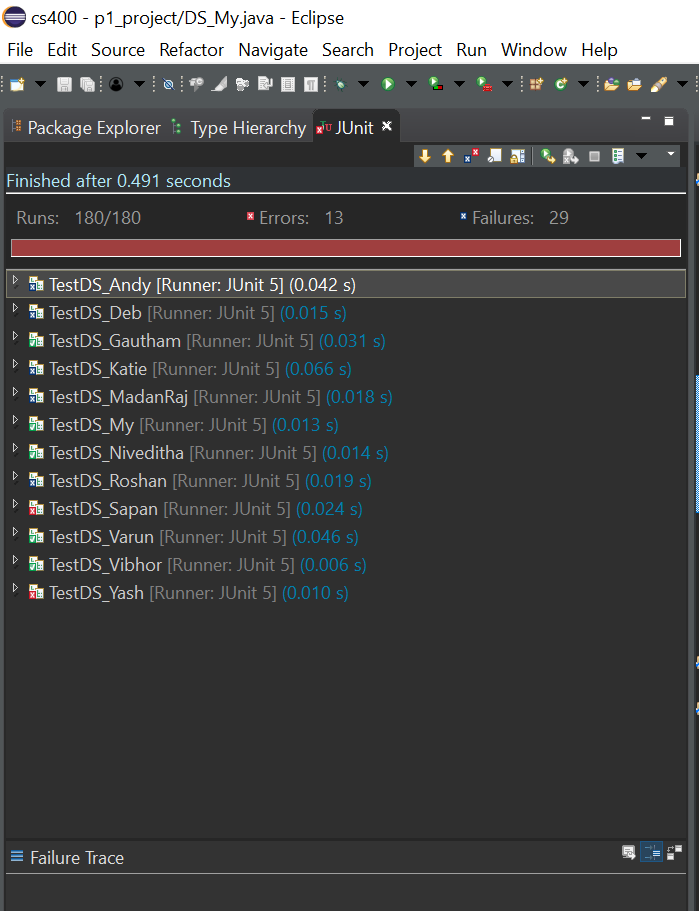 cs400 - p1_project/DS_My.java - Eclipse
File Edit Source Refactor Navigate Search Project Run Window Help
Package Explorer Type Hierarchy JUnit
Finished after 0.491 seconds
Runs: 180/180 Errors: 13 Failures: 29
TestDS_Andy [Runner: JUnit 5] (0.042 s)
TestDS_Deb [Runner: JUnit 5] (0.015 s)
TestDS_Gautham [Runner: JUnit 5] (0.031 s)
TestDS_Katie [Runner: JUnit 5] (0.066 s)
TestDS_MadanRaj [Runner: JUnit 5] (0.018 s)
TestDS_My [Runner: JUnit 5] (0.013 s)
TestDS_Niveditha [Runner: JUnit 5] (0.014 s)
TestDS_Roshan [Runner: JUnit 5] (0.019 s)
TestDS_Sapan [Runner: JUnit 5] (0.024 s)
TestDS_Varun [Runner: JUnit 5] (0.046 s)
TestDS_Vibhor [Runner: JUnit 5] (0.006 s)
TestDS_Yash [Runner: JUnit 5] (0.010 s)
Failure Trace